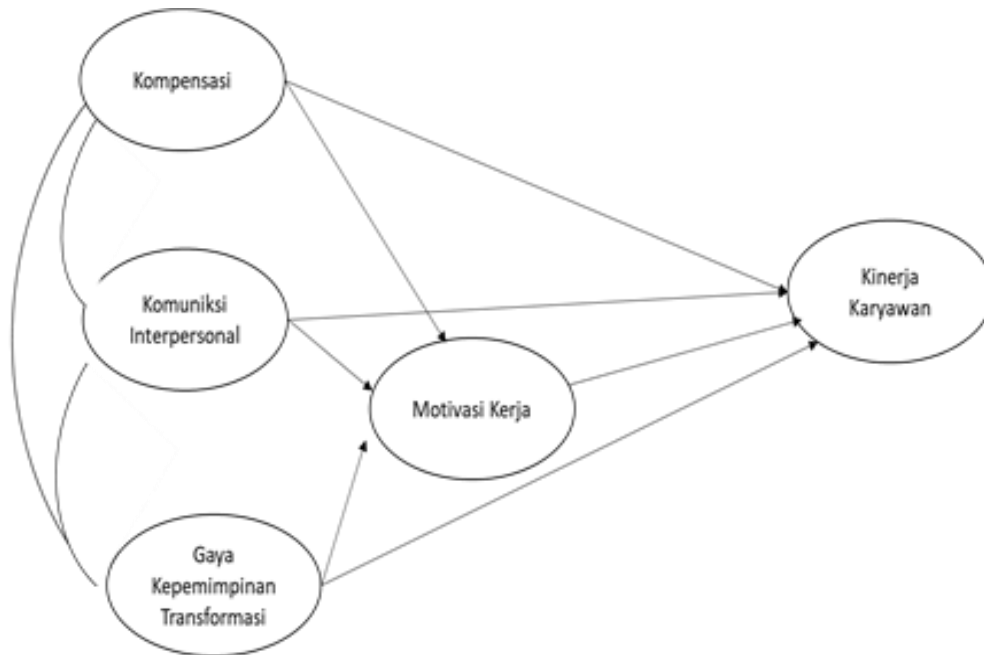 Kompensasi
Komuniksi
Interpersonal
Kinerja
Karyawan
Motivasi Kerja
Gaya
Kepemimpinan
Transformasi